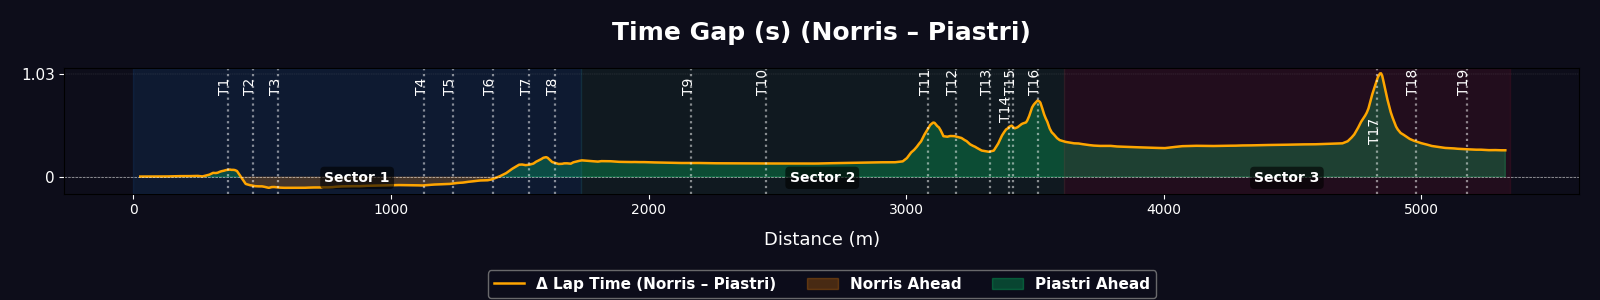 Time Gap (s) (Norris – Piastri)
1.03
0
T1
T2
T3
T4
T5
T6
T7
T8
T9
T10
T11
T12
T13
T14
T15
T16
T17
T18
T19
Sector 1
Sector 2
Sector 3
0 1000 2000 3000 4000 5000
Distance (m)
Δ Lap Time (Norris – Piastri) Norris Ahead Piastri Ahead